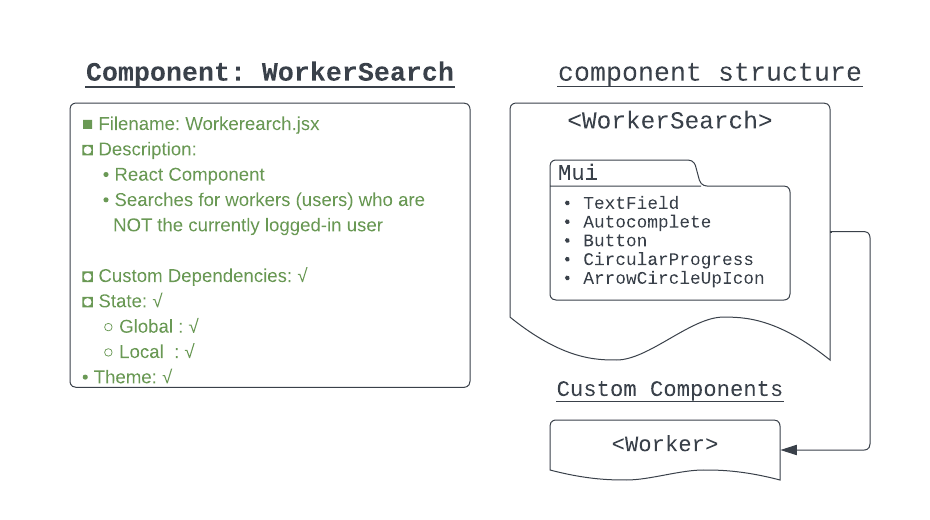 Component: WorkerSearch
■ Filename: Workerearch.jsx
◘ Description:
• React Component
• Searches for workers (users) who are
NOT the currently logged-in user
◘ Custom Dependencies: √
◘ State: √
○ Global : √
○ Local : √
• Theme: √
component structure
<WorkerSearch>
Mui
• TextField
• Autocomplete
• Button
• CircularProgress
• ArrowCircleUpIcon
Custom Components
<Worker>